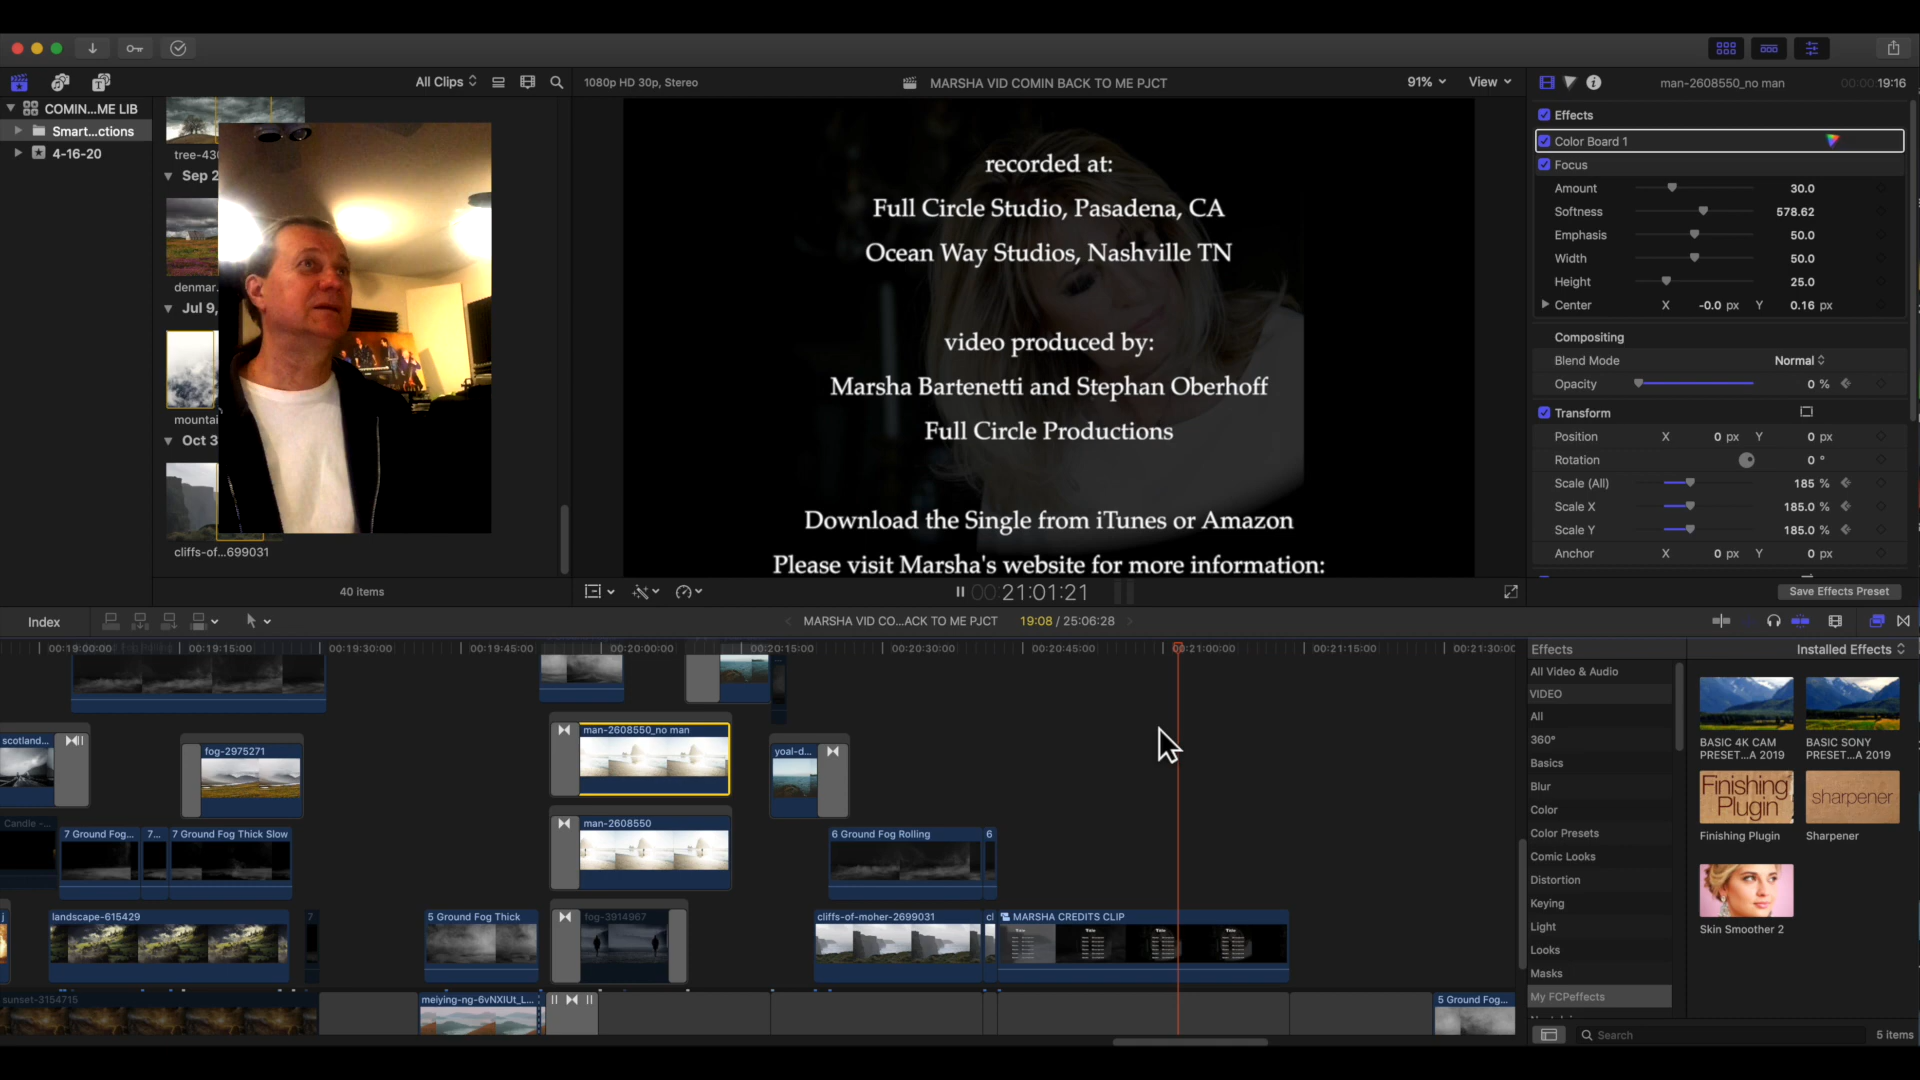 All Clips
1080p HD 30p, Stereo
MARSHA VID COMIN BACK TO ME PJCT
91%
View
man-2608550_no man
00:00:19:16
COMIN...ME LIB
Smart...ctions
4-16-20
tree-43
Sep 2
denmar
Jul 9,
mountai
Oct 3
cliffs-of...699031
40 items
recorded at:
Full Circle Studio, Pasadena, CA
Ocean Way Studios, Nashville TN
video produced by:
Marsha Bartenetti and Stephan Oberhoff
Full Circle Productions
Download the Single from iTunes or Amazon
Please visit Marsha's website for more information:
00:21:01:21
Effects
Color Board 1
Focus
Amount 30.0
Softness 578.62
Emphasis 50.0
Width 50.0
Height 25.0
Center X -0.0 px Y 0.16 px
Compositing
Blend Mode Normal
Opacity 0 %
Transform
Position X 0 px Y 0 px
Rotation 0 °
Scale (All) 185 %
Scale X 185.0 %
Scale Y 185.0 %
Anchor X 0 px Y 0 px
Save Effects Preset
Index
MARSHA VID CO...ACK TO ME PJCT
19:08 / 25:06:28
00:19:00:00
00:19:15:00
00:19:30:00
00:19:45:00
00:20:00:00
00:20:15:00
00:20:30:00
00:20:45:00
00:21:00:00
00:21:15:00
00:21:30:00
scotland...
fog-2975271
man-2608550_no man
yoal-d...
Candle -...
7 Ground Fog...
7...
7 Ground Fog Thick Slow
man-2608550
6 Ground Fog Rolling
6
j
landscape-615429
7
5 Ground Fog Thick
fog-3914967
cliffs-of-moher-2699031
cl
MARSHA CREDITS CLIP
sunset-3154715
meiying-ng-6vNXIUt_L...
5 Ground Fog...
Effects
Installed Effects
All Video & Audio
VIDEO
All
360°
Basics
Blur
Color
Color Presets
Comic Looks
Distortion
Keying
Light
Looks
Masks
My FCPeffects
BASIC 4K CAM
PRESET...A 2019
BASIC SONY
PRESET...A 2019
Finishing
Plugin
sharpener
Finishing Plugin
Sharpener
Skin Smoother 2
Search
5 items